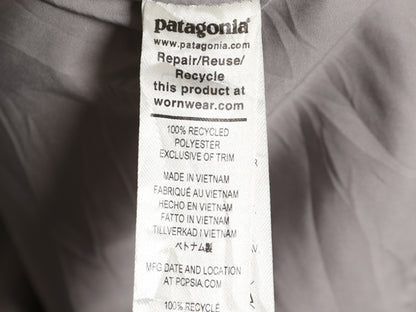 patagonia®
www.patagonia.com
Repair/Reuse/
Recycle
this product at
wornwear.com
100% RECYCLED
POLYESTER
EXCLUSIVE OF TRIM
MADE IN VIETNAM
FABRIQUÉ AU VIETNAM
HECHO EN VIETNAM
FATTO IN VIETNAM
TILLVERKAD I VIETNAM
ベトナム製
MFG DATE AND LOCATION
AT PCPSIA.COM
100% RECYCLÉ